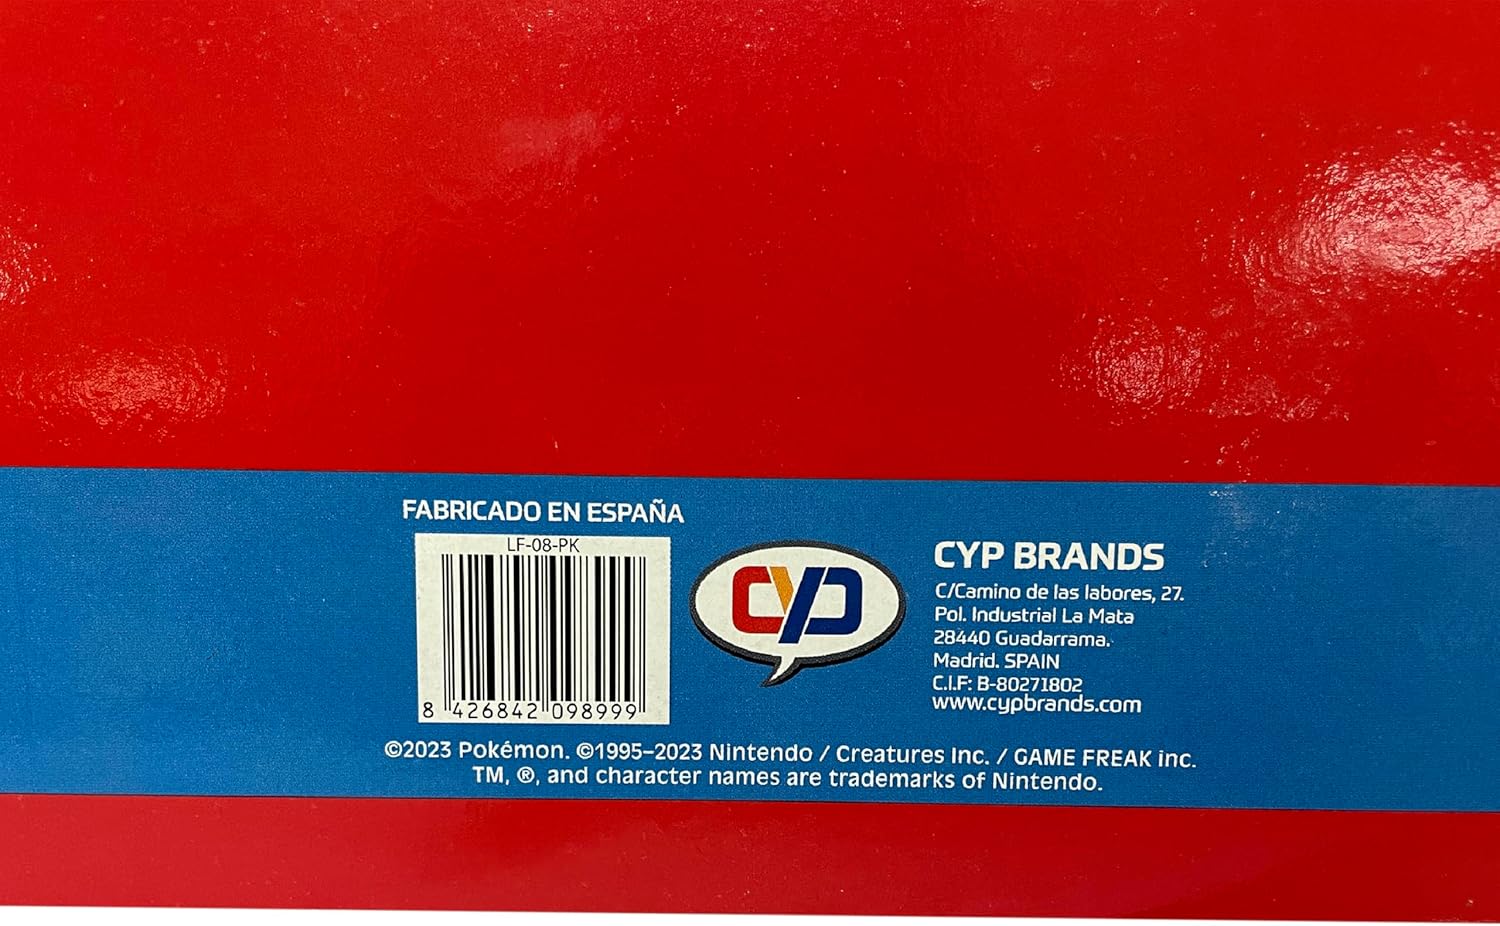 FABRICADO EN ESPAÑA
LF-08-PK
8 426842 098999
CYP
CYP BRANDS
C/Camino de las labores, 27.
Pol. Industrial La Mata
28440 Guadarrama.
Madrid. SPAIN
C.I.F: B-80271802
www.cypbrands.com
©2023 Pokémon. ©1995–2023 Nintendo / Creatures Inc. / GAME FREAK inc.
TM, ®, and character names are trademarks of Nintendo.